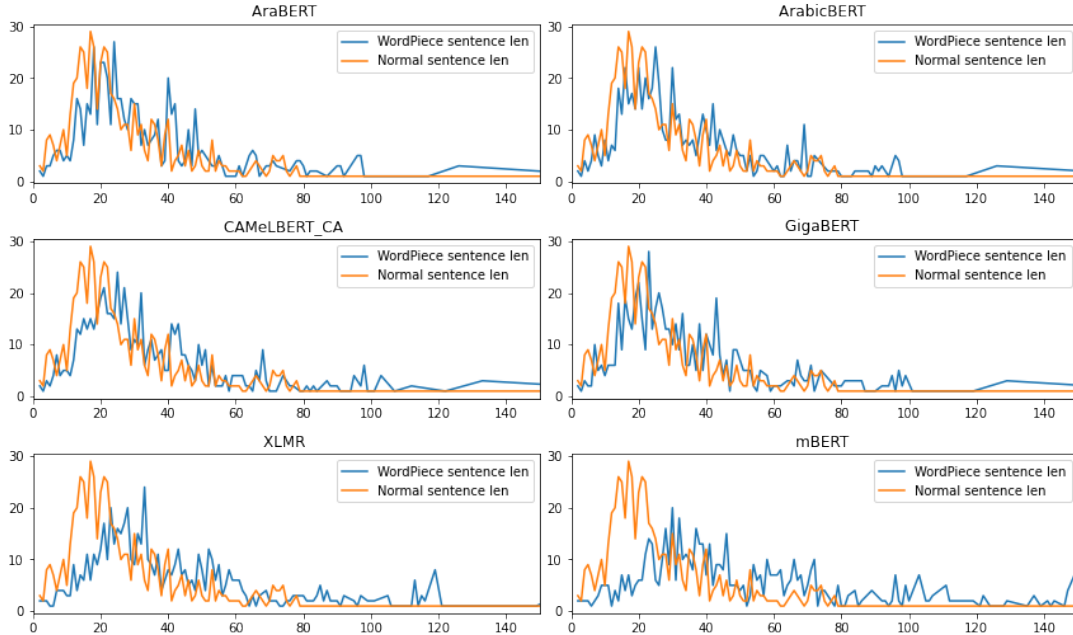 AraBERT
30
20
10
0
WordPiece sentence len
Normal sentence len
0 20 40 60 80 100 120 140
ArabicBERT
30
20
10
0
WordPiece sentence len
Normal sentence len
0 20 40 60 80 100 120 140
CAMeLBERT_CA
30
20
10
0
WordPiece sentence len
Normal sentence len
0 20 40 60 80 100 120 140
GigaBERT
30
20
10
0
WordPiece sentence len
Normal sentence len
0 20 40 60 80 100 120 140
XLMR
30
20
10
0
WordPiece sentence len
Normal sentence len
0 20 40 60 80 100 120 140
mBERT
30
20
10
0
WordPiece sentence len
Normal sentence len
0 20 40 60 80 100 120 140